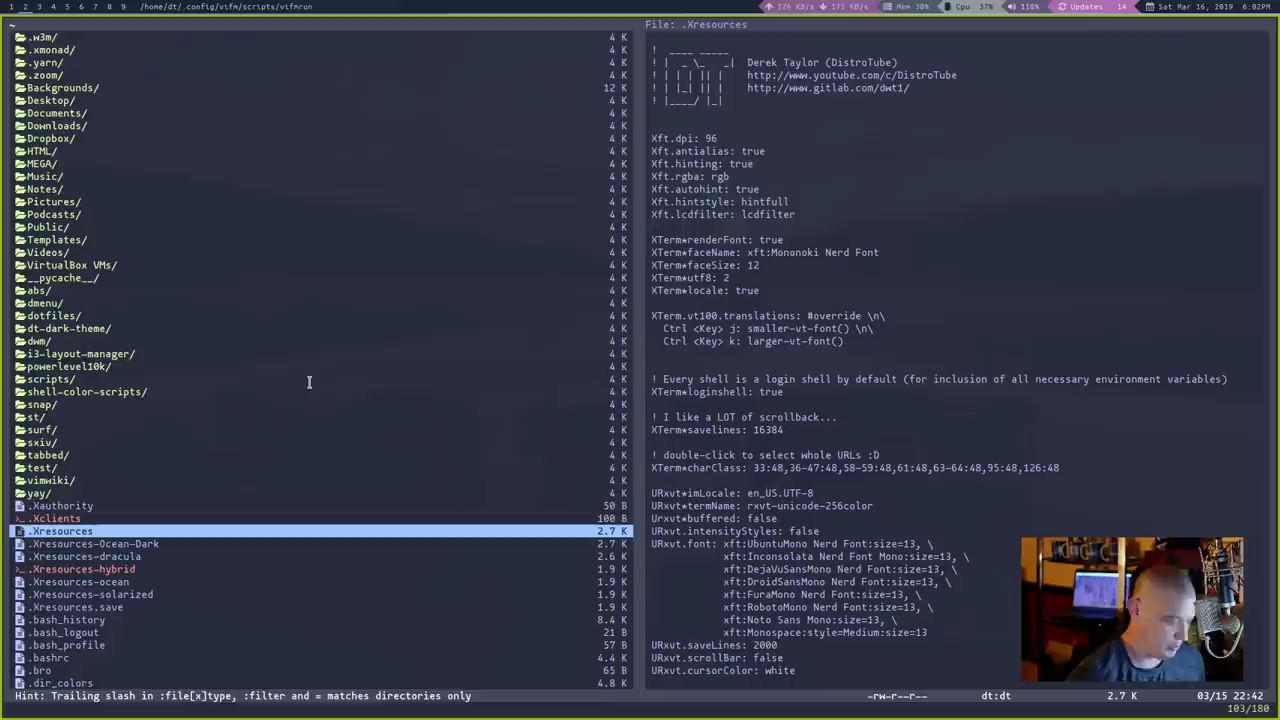 1 2 3 4 5 6 7 8 9 /home/dt/.config/vifm/scripts/vifmrun 176 KB/s 171 KB/s Mem 30% Cpu 37% 110% Updates 14 Sat Mar 16, 2019 6:02PM
~
.w3m/ 4 K
.xmonad/ 4 K
.yarn/ 4 K
.zoom/ 4 K
Backgrounds/ 12 K
Desktop/ 4 K
Documents/ 4 K
Downloads/ 4 K
Dropbox/ 4 K
HTML/ 4 K
MEGA/ 4 K
Music/ 4 K
Notes/ 4 K
Pictures/ 4 K
Podcasts/ 4 K
Public/ 4 K
Templates/ 4 K
Videos/ 4 K
VirtualBox VMs/ 4 K
__pycache__/ 4 K
abs/ 4 K
dmenu/ 4 K
dotfiles/ 4 K
dt-dark-theme/ 4 K
dwm/ 4 K
i3-layout-manager/ 4 K
powerlevel10k/ 4 K
scripts/ 4 K
shell-color-scripts/ 4 K
snap/ 4 K
st/ 4 K
surf/ 4 K
sxiv/ 4 K
tabbed/ 4 K
test/ 4 K
vimwiki/ 4 K
yay/ 4 K
.Xauthority 50 B
.Xclients 100 B
.Xresources 2.7 K
.Xresources-Ocean-Dark 2.7 K
.Xresources-dracula 2.6 K
.Xresources-hybrid 1.9 K
.Xresources-ocean 1.9 K
.Xresources-solarized 1.9 K
.Xresources.save 1.9 K
.bash_history 8.4 K
.bash_logout 21 B
.bash_profile 57 B
.bashrc 4.4 K
.bro 65 B
.dir_colors 4.8 K
File: .Xresources
!  ____ _____
! |  _ \_   _|  Derek Taylor (DistroTube)
! | | | || |    http://www.youtube.com/c/DistroTube
! | |_| || |    http://www.gitlab.com/dwt1/
! |____/ |_|
Xft.dpi: 96
Xft.antialias: true
Xft.hinting: true
Xft.rgba: rgb
Xft.autohint: true
Xft.hintstyle: hintfull
Xft.lcdfilter: lcdfilter
XTerm*renderFont: true
XTerm*faceName: xft:Mononoki Nerd Font
XTerm*faceSize: 12
XTerm*utf8: 2
XTerm*locale: true
XTerm.vt100.translations: #override \n\
Ctrl <Key> j: smaller-vt-font() \n\
Ctrl <Key> k: larger-vt-font()
! Every shell is a login shell by default (for inclusion of all necessary environment variables)
XTerm*loginshell: true
! I like a LOT of scrollback...
XTerm*savelines: 16384
! double-click to select whole URLs :D
XTerm*charClass: 33:48,36-47:48,58-59:48,61:48,63-64:48,95:48,126:48
URxvt*imLocale: en_US.UTF-8
URxvt*termName: rxvt-unicode-256color
URxvt*buffered: false
URxvt.intensityStyles: false
URxvt.font: xft:UbuntuMono Nerd Font:size=13, \
xft:Inconsolata Nerd Font Mono:size=13, \
xft:DejaVuSansMono Nerd Font:size=13, \
xft:DroidSansMono Nerd Font:size=13, \
xft:FuraMono Nerd Font:size=13, \
xft:RobotoMono Nerd Font:size=13, \
xft:Noto Sans Mono:size=13, \
xft:Monospace:style=Medium:size=13
URxvt.saveLines: 2000
URxvt.scrollBar: false
URxvt.cursorColor: white
Hint: Trailing slash in :file[x]type, :filter and = matches directories only -rw-r--r-- dt:dt 2.7 K 03/15 22:42
103/180